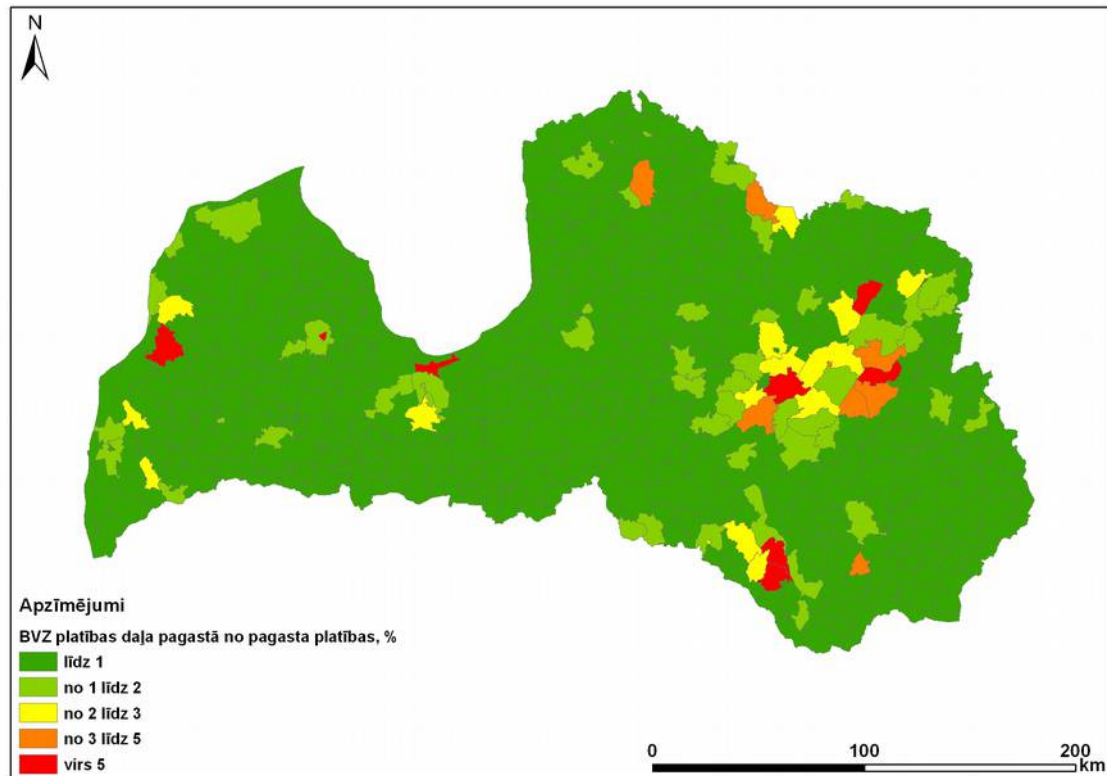 N
Apzīmējumi
BVZ platības daļa pagastā no pagasta platības, %
līdz 1
no 1 līdz 2
no 2 līdz 3
no 3 līdz 5
virs 5
0 100 200
km